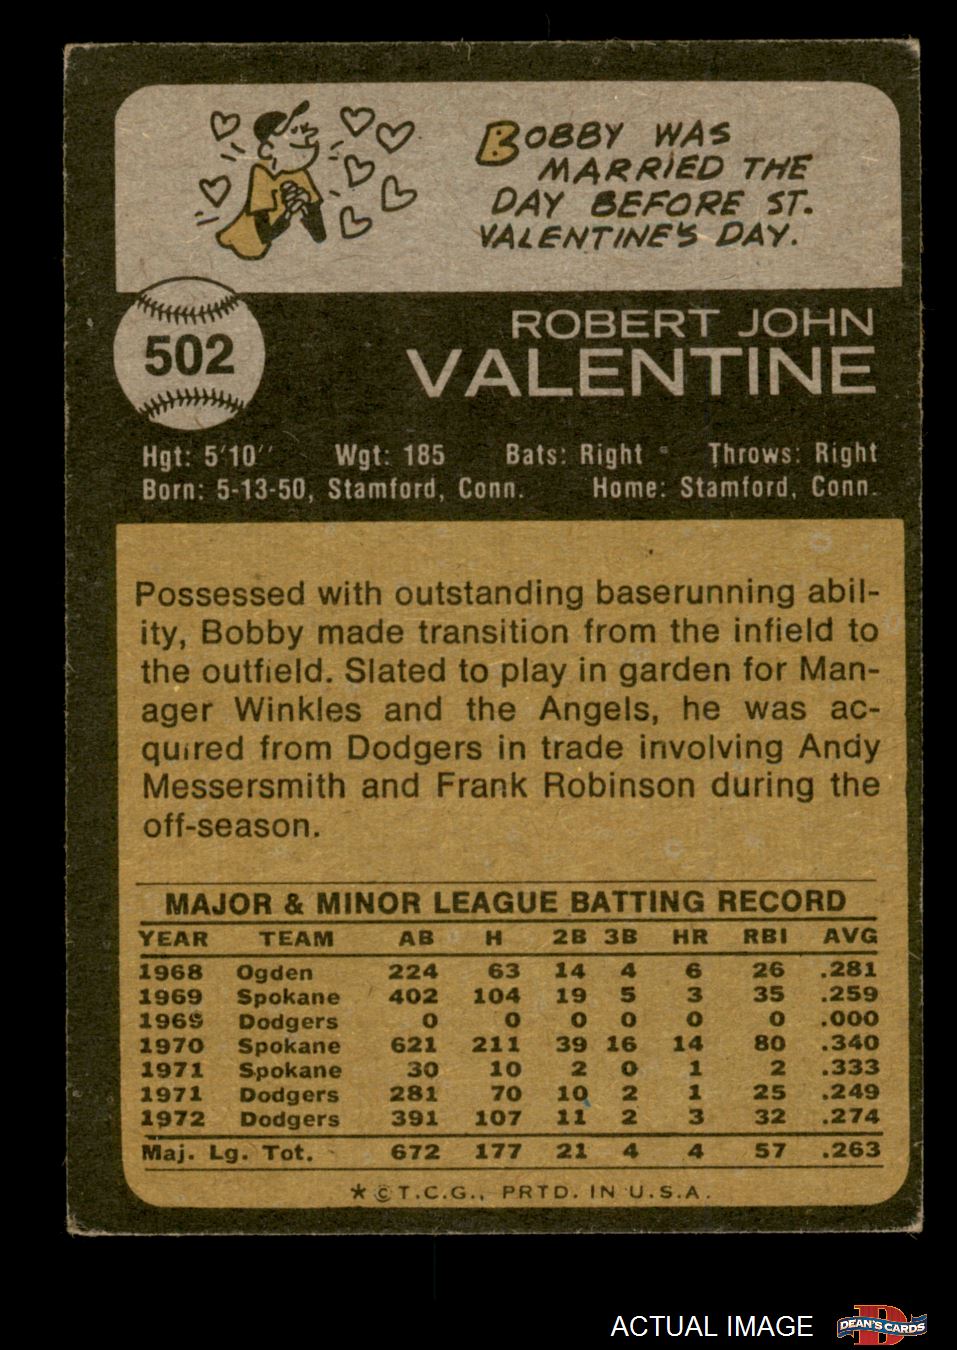 BOBBY WAS
MARRIED THE
DAY BEFORE ST.
VALENTINE'S DAY.
502
ROBERT JOHN
VALENTINE
Hgt: 5'10'' Wgt: 185 Bats: Right Throws: Right
Born: 5-13-50, Stamford, Conn. Home: Stamford, Conn.
Possessed with outstanding baserunning abil-
ity, Bobby made transition from the infield to
the outfield. Slated to play in garden for Man-
ager Winkles and the Angels, he was ac-
quired from Dodgers in trade involving Andy
Messersmith and Frank Robinson during the
off-season.
MAJOR & MINOR LEAGUE BATTING RECORD
YEAR TEAM AB H 2B 3B HR RBI AVG
1968 Ogden 224 63 14 4 6 26 .281
1969 Spokane 402 104 19 5 3 35 .259
1969 Dodgers 0 0 0 0 0 0 .000
1970 Spokane 621 211 39 16 14 80 .340
1971 Spokane 30 10 2 0 1 2 .333
1971 Dodgers 281 70 10 2 1 25 .249
1972 Dodgers 391 107 11 2 3 32 .274
Maj. Lg. Tot. 672 177 21 4 4 57 .263
* © T.C.G., PRTD. IN U.S.A.
ACTUAL IMAGE
DEAN'S CARDS